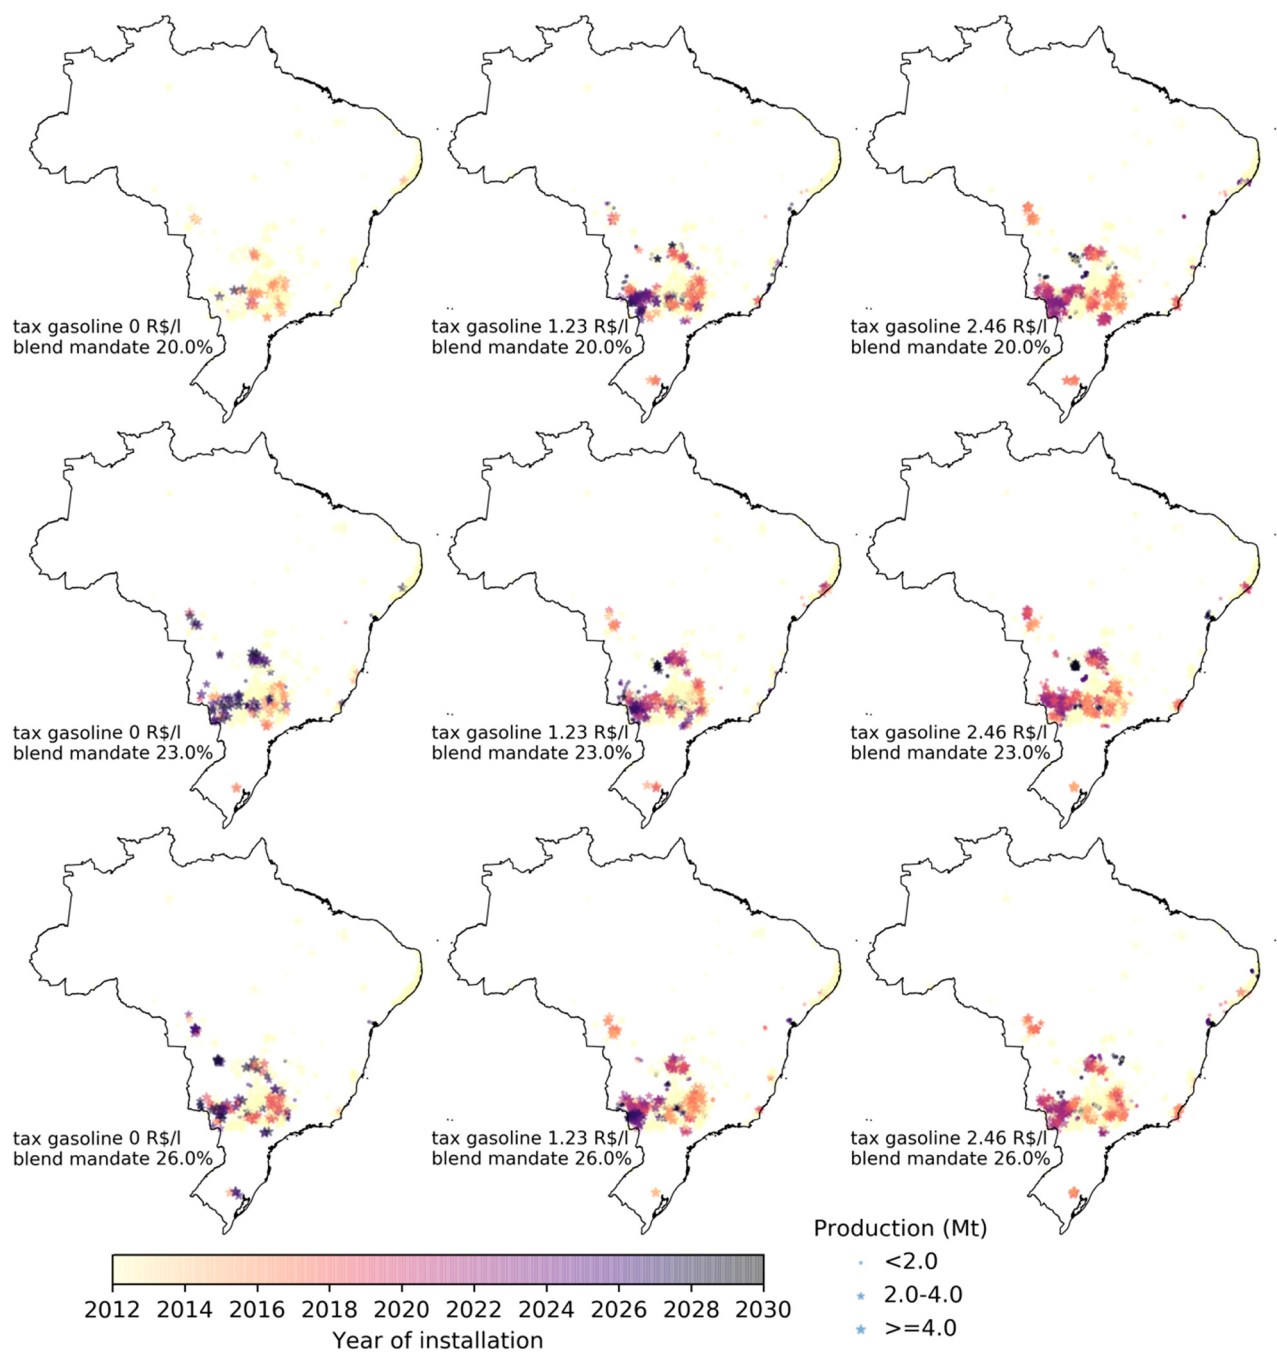 tax gasoline 0 R$/l
blend mandate 20.0%
tax gasoline 1.23 R$/l
blend mandate 20.0%
tax gasoline 2.46 R$/l
blend mandate 20.0%
tax gasoline 0 R$/l
blend mandate 23.0%
tax gasoline 1.23 R$/l
blend mandate 23.0%
tax gasoline 2.46 R$/l
blend mandate 23.0%
tax gasoline 0 R$/l
blend mandate 26.0%
tax gasoline 1.23 R$/l
blend mandate 26.0%
tax gasoline 2.46 R$/l
blend mandate 26.0%
2012 2014 2016 2018 2020 2022 2024 2026 2028 2030
Year of installation
Production (Mt)
<2.0
2.0-4.0
>=4.0